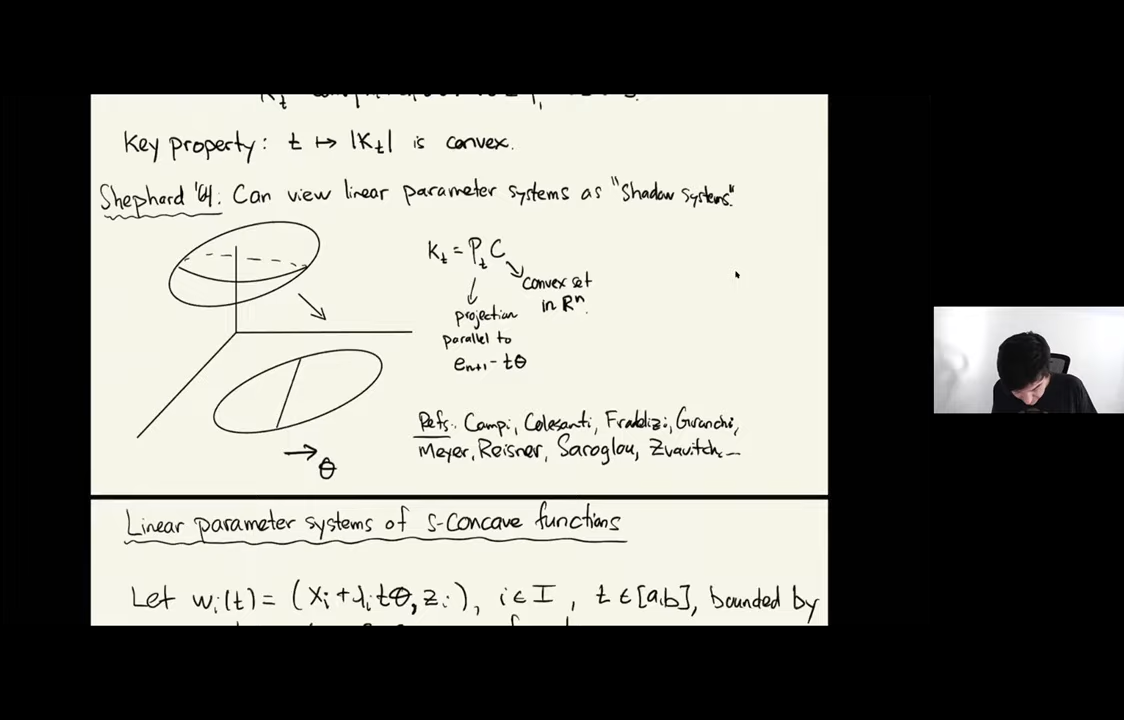 Key property: t ↦ |K_t| is convex.
Shephard '64: Can view linear parameter systems as "Shadow Systems".
K_t = P_t C
convex set
in Rⁿ.
projection
parallel to
e_{n+1} - tθ
Refs: Campi, Colesanti, Fradelizi, Gronchi,
Meyer, Reisner, Saroglou, Zvavitch...
θ
Linear parameter systems of s-concave functions
Let w_i(t) = (x_i + λ_i tθ, z_i), i ∈ I, t ∈ [a,b], bounded by